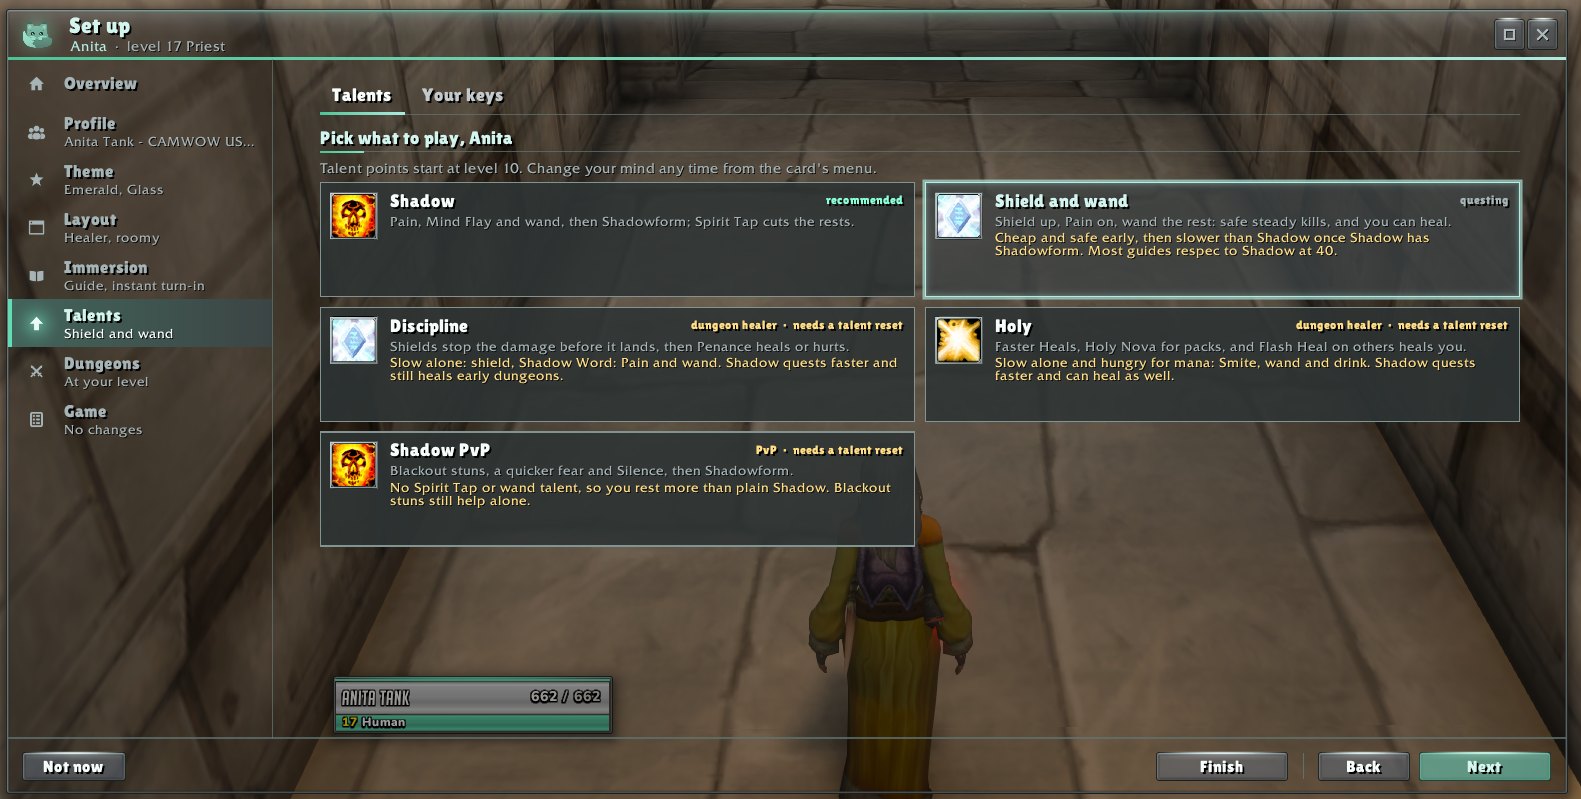 Set up
Anita · level 17 Priest
Overview
Profile
Anita Tank - CAMWOW US...
Theme
Emerald, Glass
Layout
Healer, roomy
Immersion
Guide, instant turn-in
Talents
Shield and wand
Dungeons
At your level
Game
No changes
Talents
Your keys
Pick what to play, Anita
Talent points start at level 10. Change your mind any time from the card's menu.
Shadow
recommended
Pain, Mind Flay and wand, then Shadowform; Spirit Tap cuts the rests.
Shield and wand
questing
Shield up, Pain on, wand the rest: safe steady kills, and you can heal.
Cheap and safe early, then slower than Shadow once Shadow has
Shadowform. Most guides respec to Shadow at 40.
Discipline
dungeon healer · needs a talent reset
Shields stop the damage before it lands, then Penance heals or hurts.
Slow alone: shield, Shadow Word: Pain and wand. Shadow quests faster and
still heals early dungeons.
Holy
dungeon healer · needs a talent reset
Faster Heals, Holy Nova for packs, and Flash Heal on others heals you.
Slow alone and hungry for mana: Smite, wand and drink. Shadow quests
faster and can heal as well.
Shadow PvP
PvP · needs a talent reset
Blackout stuns, a quicker fear and Silence, then Shadowform.
No Spirit Tap or wand talent, so you rest more than plain Shadow. Blackout
stuns still help alone.
ANITA TANK
662 / 662
17 Human
Not now
Finish
Back
Next